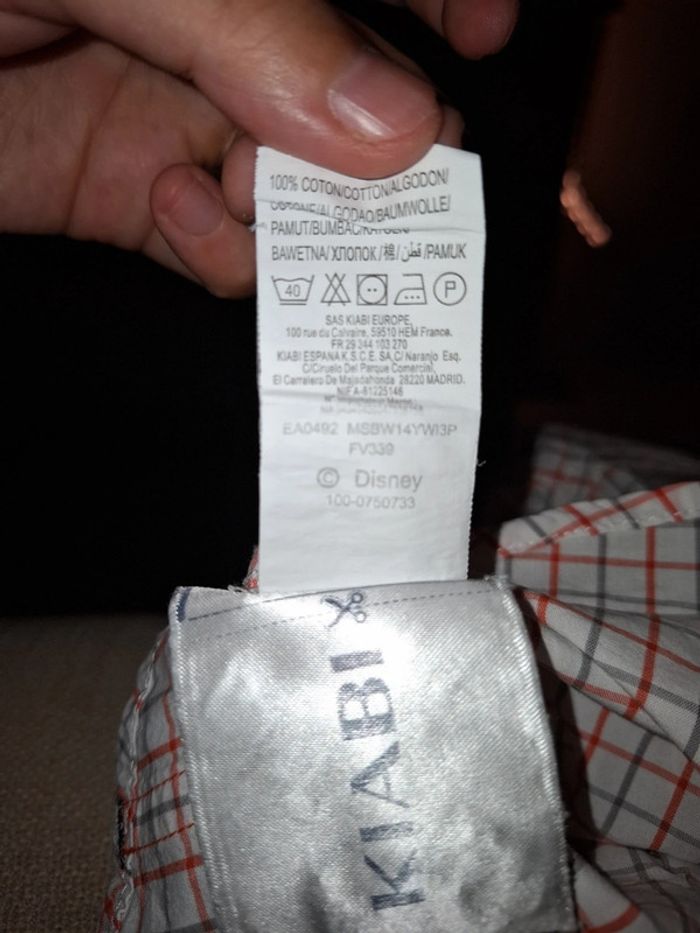 100% COTON/COTTON/ALGODON/
COTONE/ALGODAO/BAUMWOLLE/
PAMUT/BUMBAC/KATOEN/
BAWETNA/ХЛОПОК/棉/قطن/PAMUK
40
P
SAS KIABI EUROPE,
100 rue du Calvaire, 59510 HEM France.
FR 29 344 103 270
KIABI ESPANA K.S.C.E. SA, C/ Naranjo Esq.
C/Ciruelo Del Parque Comercial,
El Carralero De Majadahonda 28220 MADRID.
NIF A-81225146
EA0492 MSBW14YWI3P
FV339
© Disney
100-0750733
KIABI